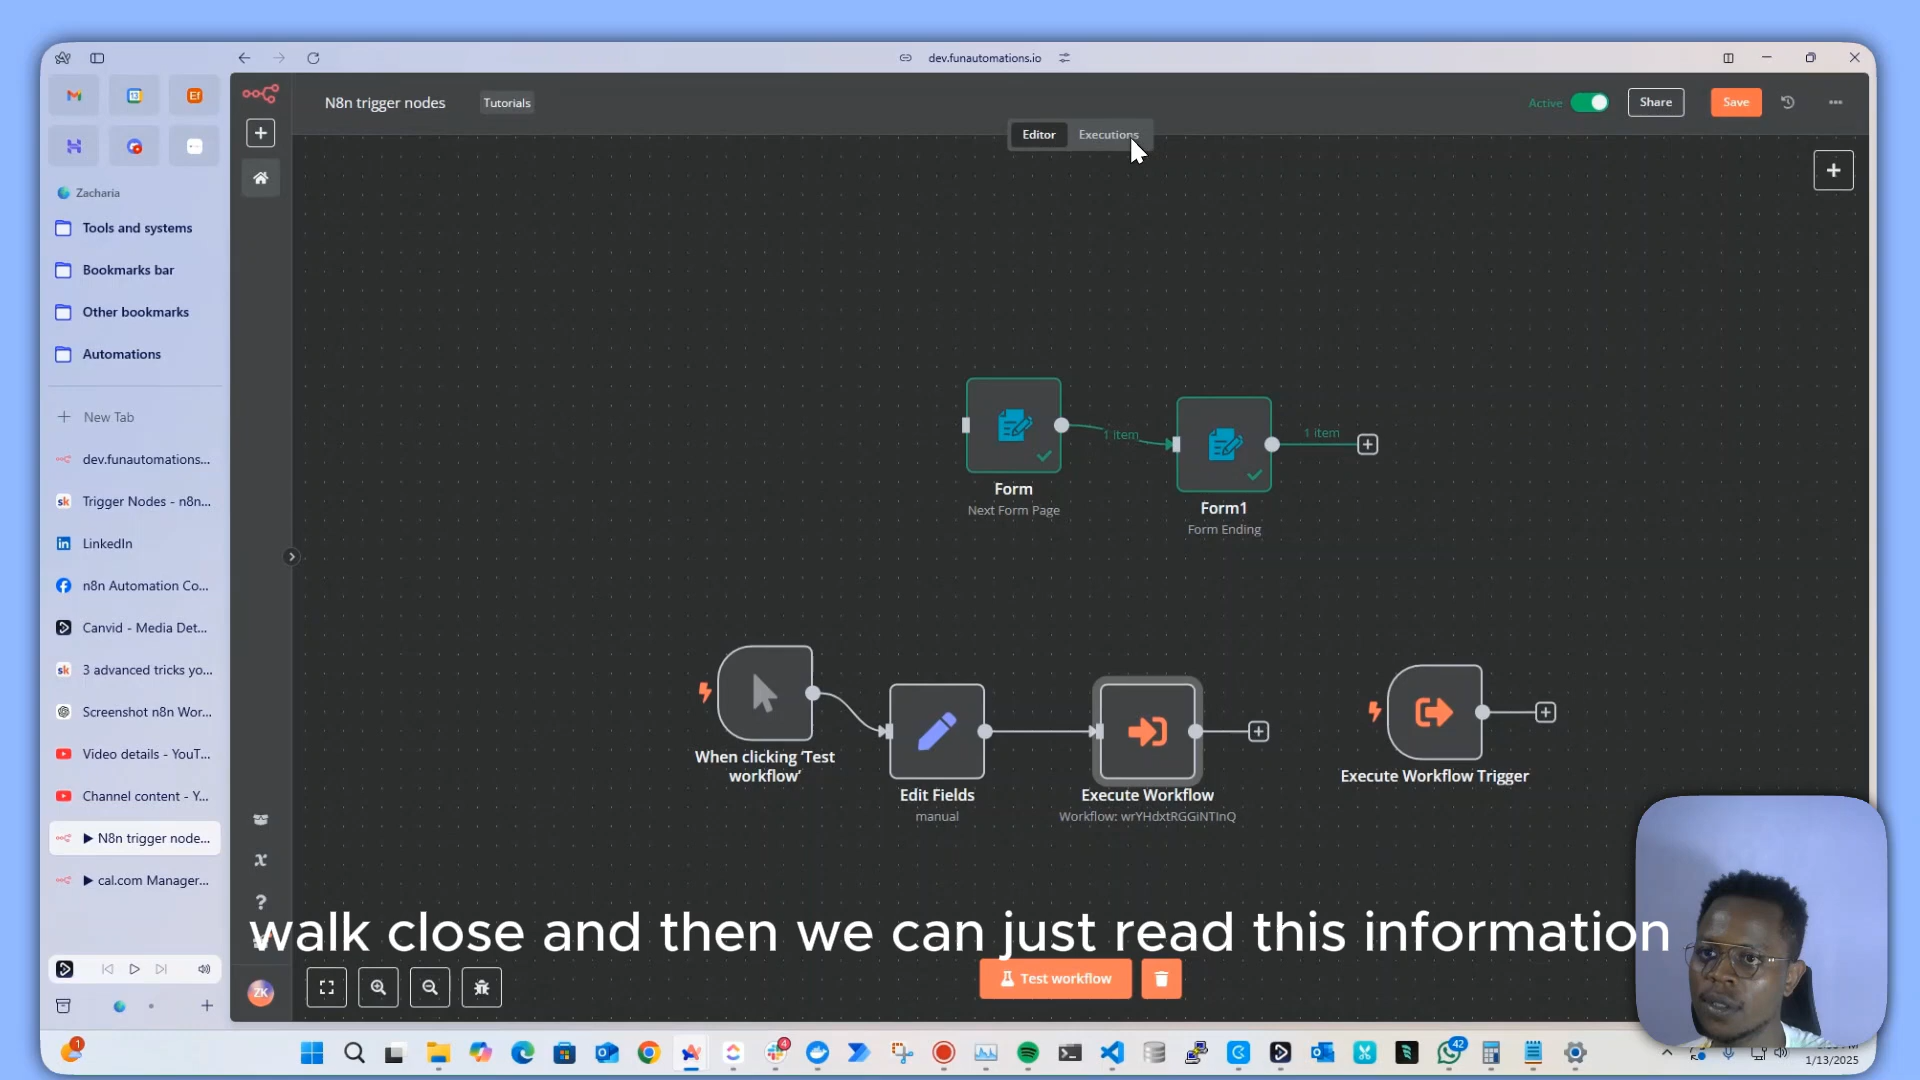 dev.funautomations.io
N8n trigger nodes
Tutorials
Active
Share
Save
Editor
Executions
Zacharia
Tools and systems
Bookmarks bar
Other bookmarks
Automations
New Tab
dev.funautomations...
Trigger Nodes - n8n...
LinkedIn
n8n Automation Co...
Canvid - Media Det...
3 advanced tricks yo...
Screenshot n8n Wor...
Video details - YouT...
Channel content - Y...
N8n trigger node...
cal.com Manager...
1 item
1 item
Form
Next Form Page
Form1
Form Ending
When clicking ‘Test
workflow’
Edit Fields
manual
Execute Workflow
Workflow: wrYHdxtRGGiNTinQ
Execute Workflow Trigger
walk close and then we can just read this information
ZK
Test workflow
1
4
42
1/13/2025